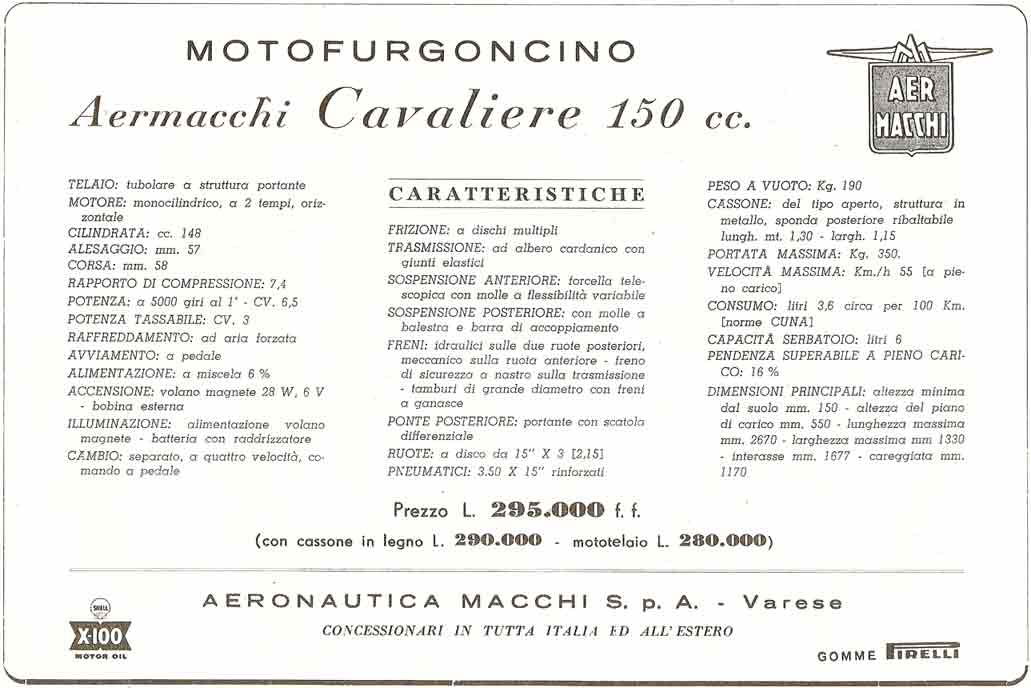 MOTOFURGONCINO
Aermacchi Cavaliere 150 cc.
AER
MACCHI
TELAIO: tubolare a struttura portante
MOTORE: monocilindrico, a 2 tempi, oriz-
zontale
CILINDRATA: cc. 148
ALESAGGIO: mm. 57
CORSA: mm. 58
RAPPORTO DI COMPRESSIONE: 7,4
POTENZA: a 5000 giri al 1' - CV. 6,5
POTENZA TASSABILE: CV. 3
RAFFREDDAMENTO: ad aria forzata
AVVIAMENTO: a pedale
ALIMENTAZIONE: a miscela 6 %
ACCENSIONE: volano magnete 28 W, 6 V
- bobina esterna
ILLUMINAZIONE: alimentazione volano
magnete - batteria con raddrizzatore
CAMBIO: separato, a quattro velocità, co-
mando a pedale
CARATTERISTICHE
FRIZIONE: a dischi multipli
TRASMISSIONE: ad albero cardanico con
giunti elastici
SOSPENSIONE ANTERIORE: forcella tele-
scopica con molle a flessibilità variabile
SOSPENSIONE POSTERIORE: con molle a
balestra e barra di accoppiamento
FRENI: idraulici sulle due ruote posteriori,
meccanico sulla ruota anteriore - freno
di sicurezza a nastro sulla trasmissione
- tamburi di grande diametro con freni
a ganasce
PONTE POSTERIORE: portante con scatola
differenziale
RUOTE: a disco da 15" X 3 [2,15]
PNEUMATICI: 3.50 X 15" rinforzati
PESO A VUOTO: Kg. 190
CASSONE: del tipo aperto, struttura in
metallo, sponda posteriore ribaltabile
lungh. mt. 1,30 - largh. 1,15
PORTATA MASSIMA: Kg. 350.
VELOCITÀ MASSIMA: Km./h 55 [a pie-
no carico]
CONSUMO: litri 3,6 circa per 100 Km.
[norme CUNA]
CAPACITÀ SERBATOIO: litri 6
PENDENZA SUPERABILE A PIENO CARI-
CO: 16 %
DIMENSIONI PRINCIPALI: altezza minima
dal suolo mm. 150 - altezza del piano
di carico mm. 550 - lunghezza massima
mm. 2670 - larghezza massima mm 1330
- interasse mm. 1677 - careggiata mm.
1170
Prezzo L. 295.000 f. f.
(con cassone in legno L. 290.000 - mototelaio L. 280.000)
SHELL
X-100
MOTOR OIL
AERONAUTICA MACCHI S. p. A. - Varese
CONCESSIONARI IN TUTTA ITALIA ED ALL'ESTERO
GOMME PIRELLI